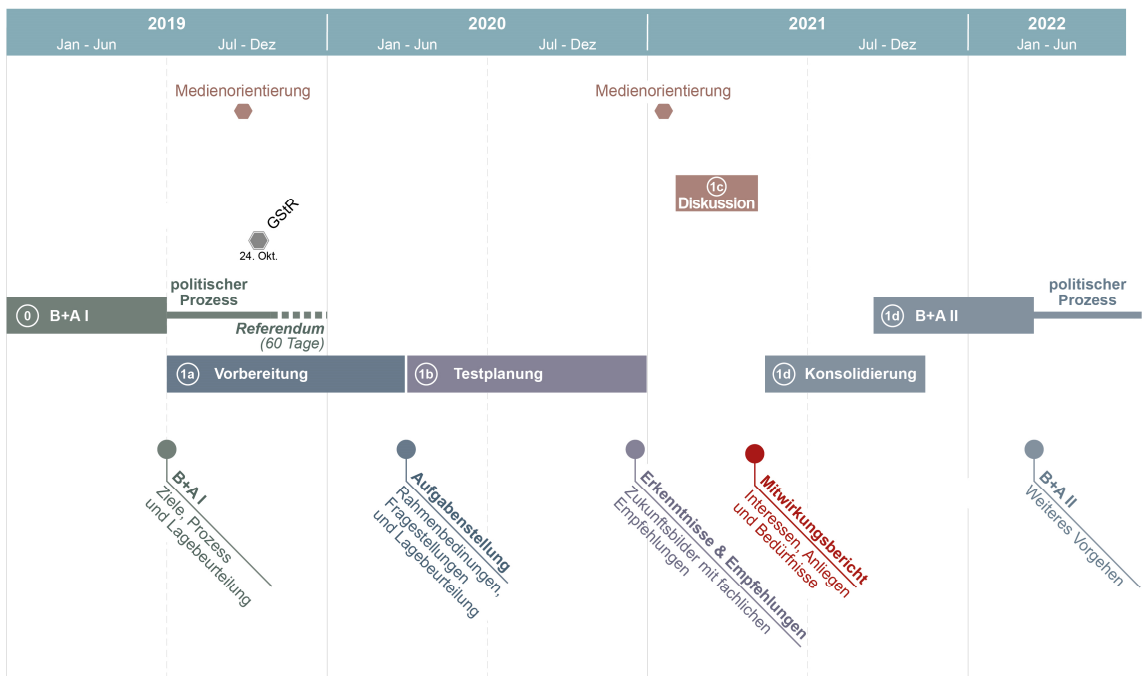 2019
2020
2021
2022
Jan - Jun
Jul - Dez
Jan - Jun
Jul - Dez
Jul - Dez
Jan - Jun
Medienorientierung
Medienorientierung
1c
Diskussion
GStR
24. Okt.
politischer
Prozess
politischer
Prozess
0 B+A I
1d B+A II
Referendum
(60 Tage)
1a Vorbereitung
1b Testplanung
1d Konsolidierung
B+A I
Ziele, Prozess
und Lagebeurteilung
Aufgabenstellung
Rahmenbedinungen,
Fragestellungen
und Lagebeurteilung
Erkenntnisse & Empfehlungen
Zukunftsbilder mit fachlichen
Empfehlungen
Mitwirkungsbericht
Interessen, Anliegen
und Bedürfnisse
B+A II
Weiteres Vorgehen